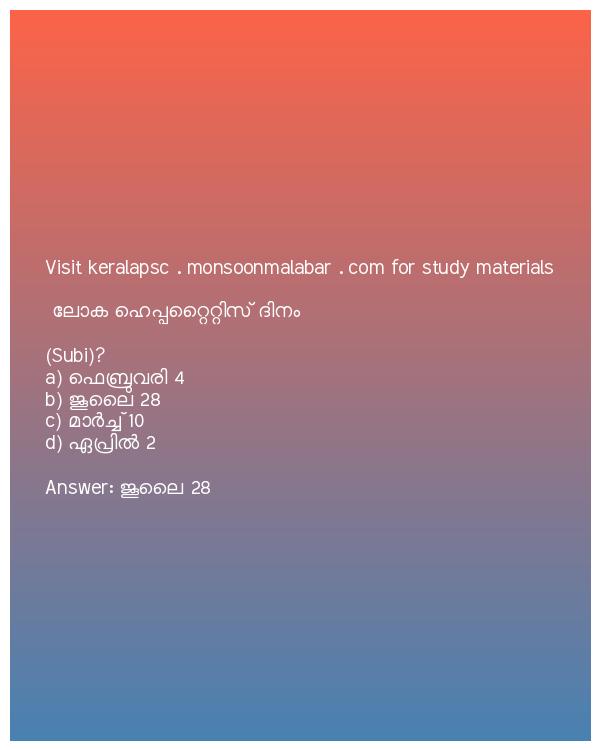 Visit keralapsc . monsoonmalabar . com for study materials
ലോക ഹെപ്പറ്റൈറ്റിസ് ദിനം
(Subi)?
a) ഫെബ്രുവരി 4
b) ജൂലൈ 28
c) മാർച്ച് 10
d) ഏപ്രിൽ 2
Answer: ജൂലൈ 28